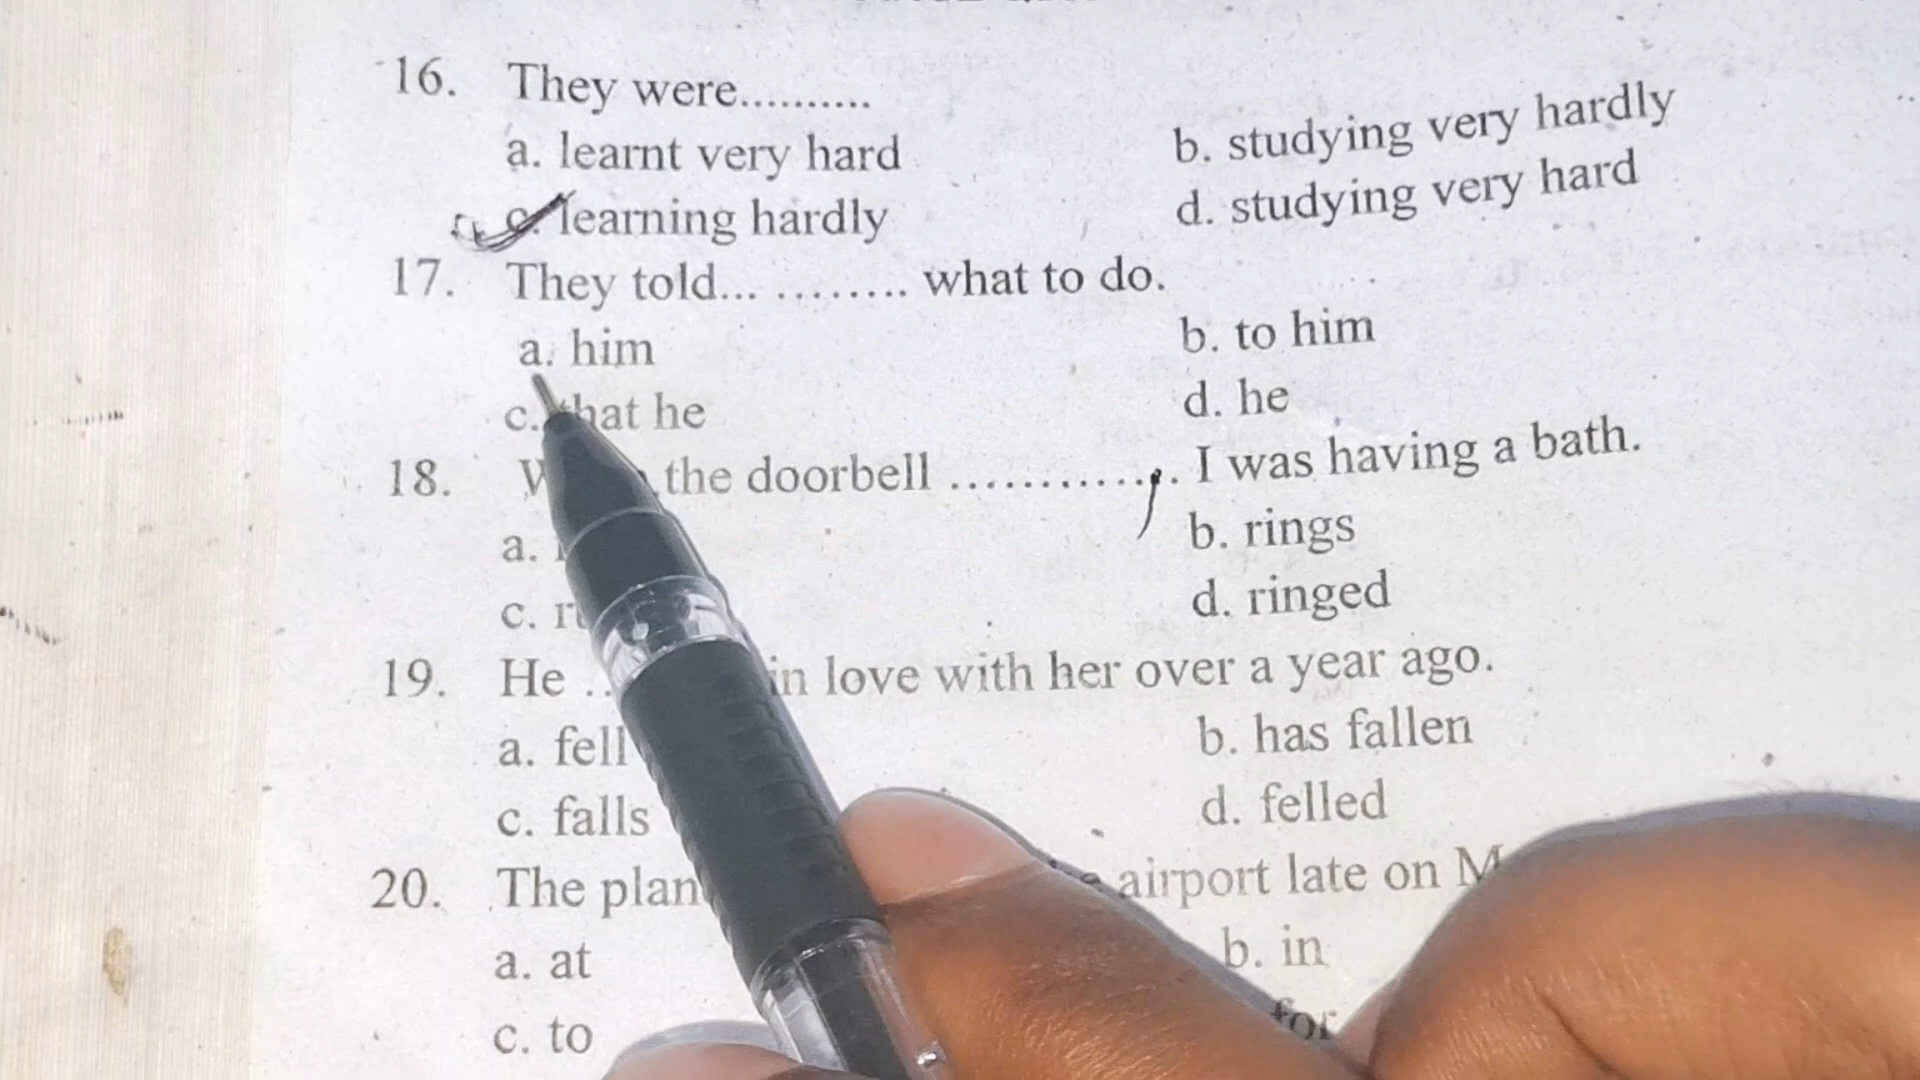 16. They were..........
a. learnt very hard b. studying very hardly
c. learning hardly d. studying very hard
17. They told... ........ what to do.
a. him b. to him
c. that he d. he
18. the doorbell ............. I was having a bath.
a. b. rings
c. d. ringed
19. He .. in love with her over a year ago.
a. fell b. has fallen
c. falls d. felled
20. The plan airport late on M
a. at b. in
c. to for